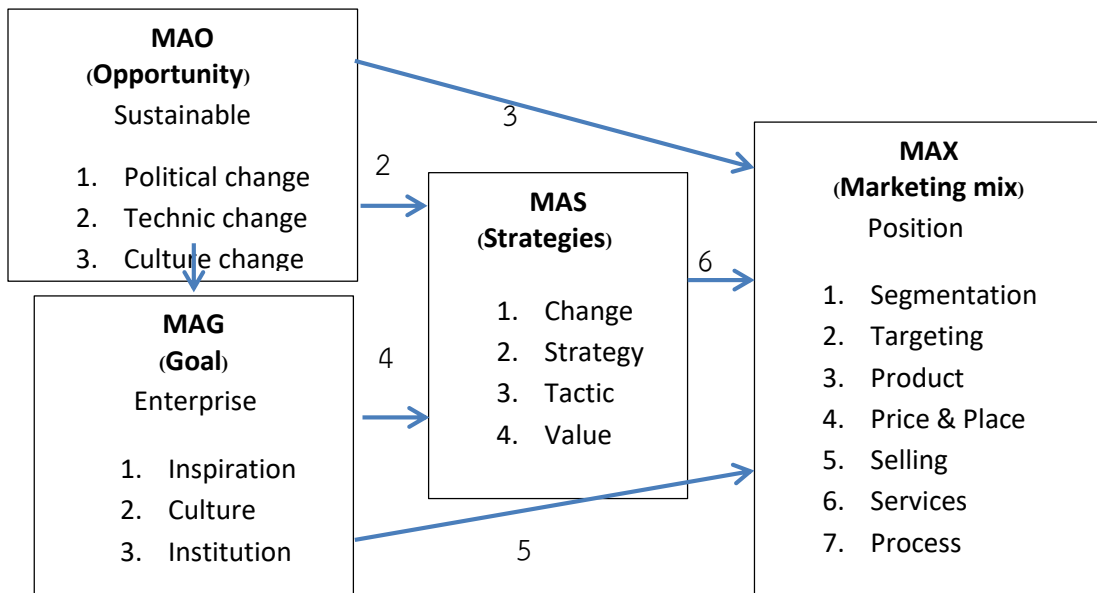 MAO
(Opportunity)
Sustainable
1. Political change
2. Technic change
3. Culture change
MAG
(Goal)
Enterprise
1. Inspiration
2. Culture
3. Institution
2
3
4
5
MAS
(Strategies)
1. Change
2. Strategy
3. Tactic
4. Value
6
MAX
(Marketing mix)
Position
1. Segmentation
2. Targeting
3. Product
4. Price & Place
5. Selling
6. Services
7. Process